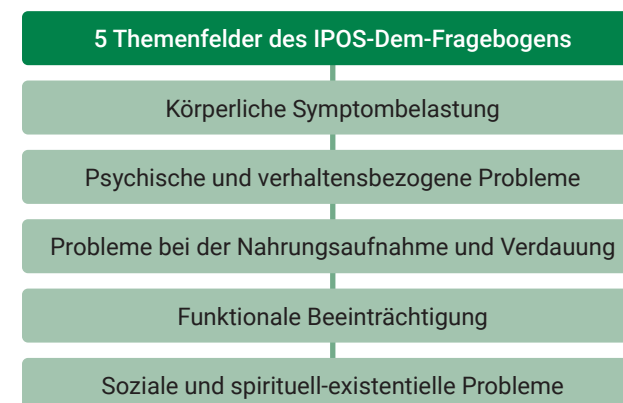 5 Themenfelder des IPOS-Dem-Fragebogens
Körperliche Symptombelastung
Psychische und verhaltensbezogene Probleme
Probleme bei der Nahrungsaufnahme und Verdauung
Funktionale Beeinträchtigung
Soziale und spirituell-existentielle Probleme